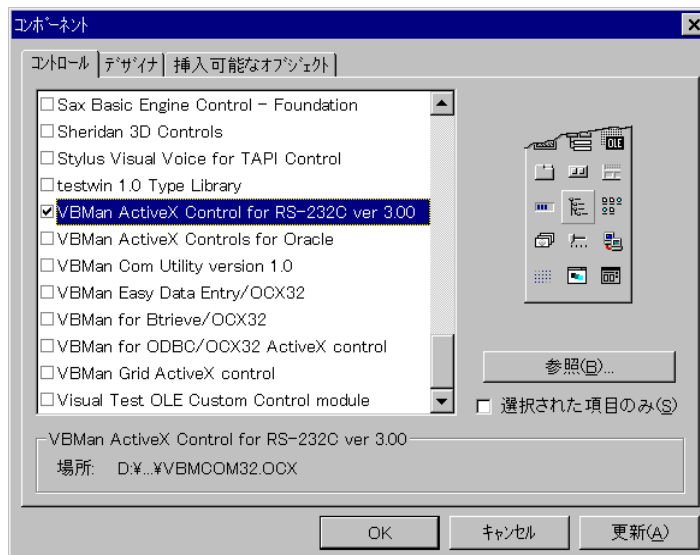 コンポーネント
コントロール デザイナ 挿入可能なオブジェクト
Sax Basic Engine Control - Foundation
Sheridan 3D Controls
Stylus Visual Voice for TAPI Control
testwin 1.0 Type Library
VBMan ActiveX Control for RS-232C ver 3.00
VBMan ActiveX Controls for Oracle
VBMan Com Utility version 1.0
VBMan Easy Data Entry/OCX32
VBMan for Btrieve/OCX32
VBMan for ODBC/OCX32 ActiveX control
VBMan Grid ActiveX control
Visual Test OLE Custom Control module
OLE
参照(B)...
選択された項目のみ(S)
VBMan ActiveX Control for RS-232C ver 3.00
場所: D:¥...¥VBMCOM32.OCX
OK キャンセル 更新(A)